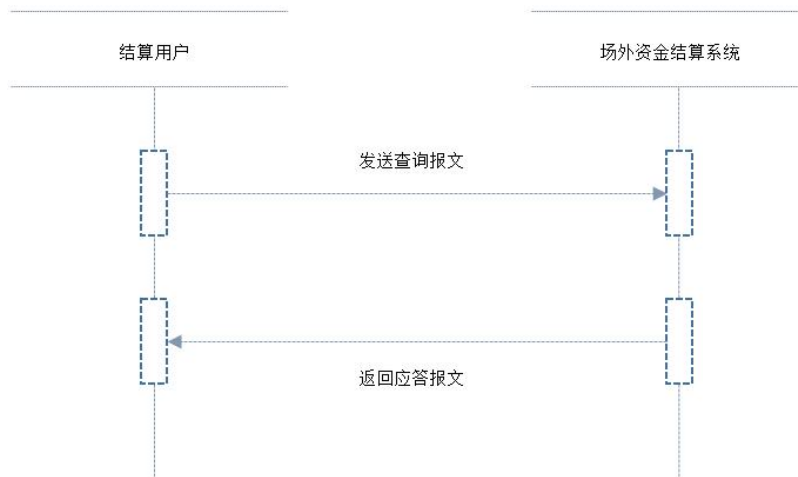 结算用户
场外资金结算系统
发送查询报文
返回应答报文